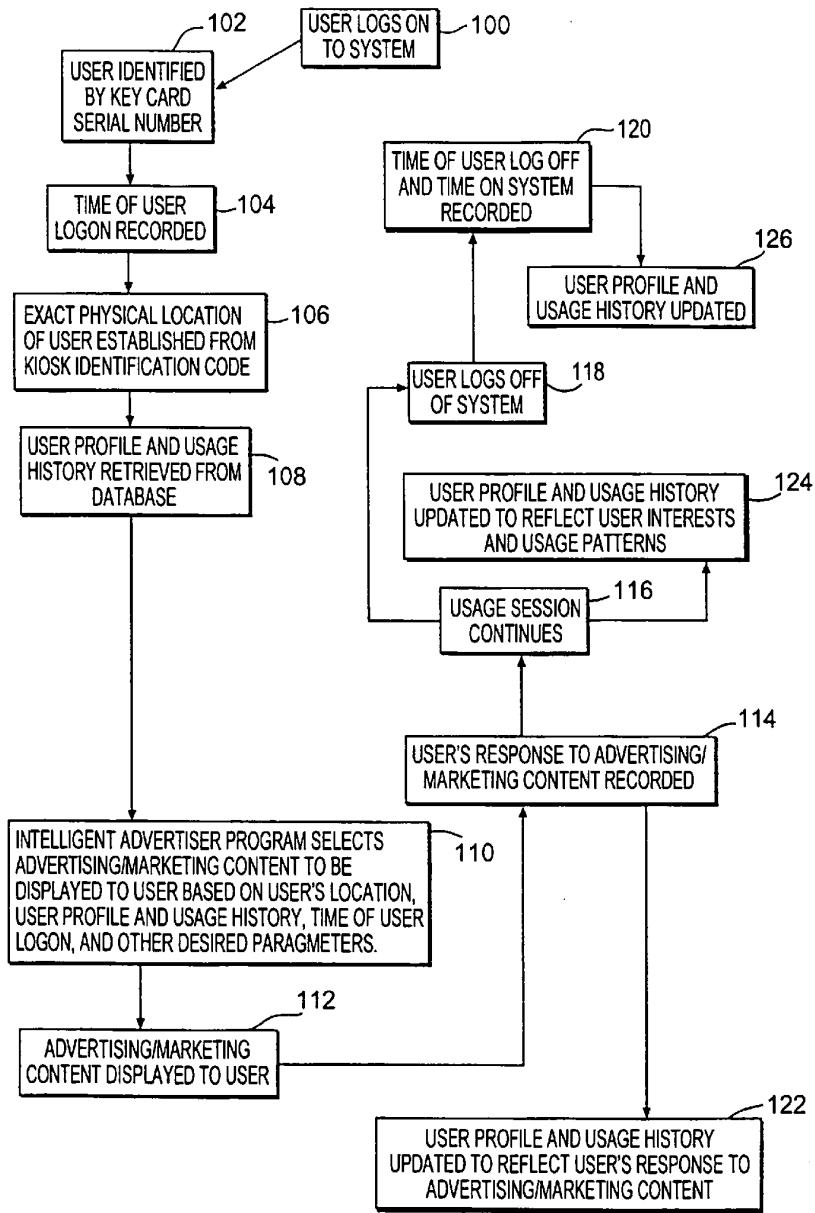 USER LOGS ON
TO SYSTEM
100
102
USER IDENTIFIED
BY KEY CARD
SERIAL NUMBER
TIME OF USER
LOGON RECORDED
104
EXACT PHYSICAL LOCATION
OF USER ESTABLISHED FROM
KIOSK IDENTIFICATION CODE
106
USER PROFILE AND USAGE
HISTORY RETRIEVED FROM
DATABASE
108
INTELLIGENT ADVERTISER PROGRAM SELECTS
ADVERTISING/MARKETING CONTENT TO BE
DISPLAYED TO USER BASED ON USER'S LOCATION,
USER PROFILE AND USAGE HISTORY, TIME OF USER
LOGON, AND OTHER DESIRED PARAGMETERS.
110
112
ADVERTISING/MARKETING
CONTENT DISPLAYED TO USER
114
USER'S RESPONSE TO ADVERTISING/
MARKETING CONTENT RECORDED
116
USAGE SESSION
CONTINUES
USER LOGS OFF
OF SYSTEM
118
120
TIME OF USER LOG OFF
AND TIME ON SYSTEM
RECORDED
126
USER PROFILE AND
USAGE HISTORY UPDATED
124
USER PROFILE AND USAGE HISTORY
UPDATED TO REFLECT USER INTERESTS
AND USAGE PATTERNS
122
USER PROFILE AND USAGE HISTORY
UPDATED TO REFLECT USER'S RESPONSE TO
ADVERTISING/MARKETING CONTENT